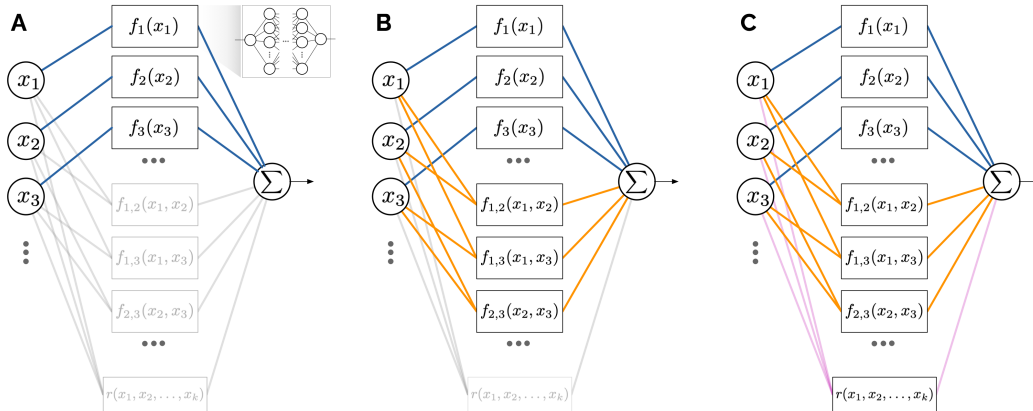 A
x₁
x₂
x₃
f₁(x₁)
f₂(x₂)
f₃(x₃)
f₁,₂(x₁, x₂)
f₁,₃(x₁, x₃)
f₂,₃(x₂, x₃)
r(x₁, x₂, . . . , xₖ)
∑
B
x₁
x₂
x₃
f₁(x₁)
f₂(x₂)
f₃(x₃)
f₁,₂(x₁, x₂)
f₁,₃(x₁, x₃)
f₂,₃(x₂, x₃)
r(x₁, x₂, . . . , xₖ)
∑
C
x₁
x₂
x₃
f₁(x₁)
f₂(x₂)
f₃(x₃)
f₁,₂(x₁, x₂)
f₁,₃(x₁, x₃)
f₂,₃(x₂, x₃)
r(x₁, x₂, . . . , xₖ)
∑